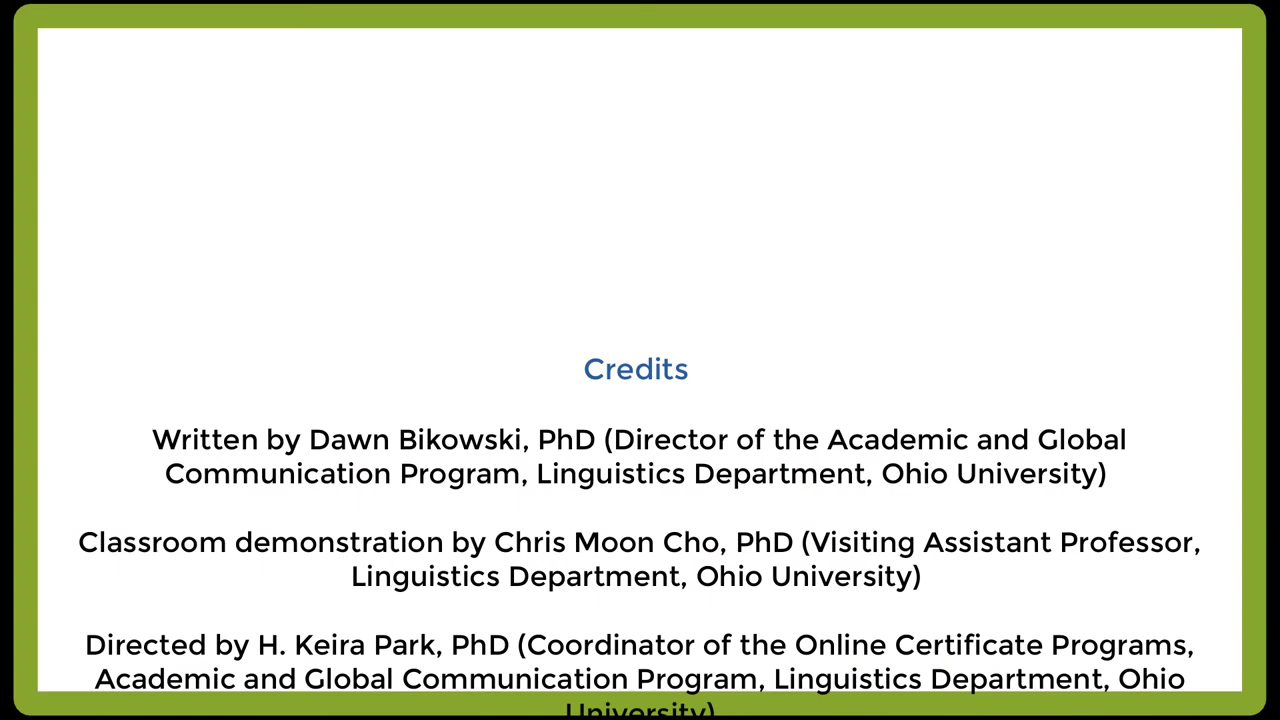 Credits
Written by Dawn Bikowski, PhD (Director of the Academic and Global
Communication Program, Linguistics Department, Ohio University)
Classroom demonstration by Chris Moon Cho, PhD (Visiting Assistant Professor,
Linguistics Department, Ohio University)
Directed by H. Keira Park, PhD (Coordinator of the Online Certificate Programs,
Academic and Global Communication Program, Linguistics Department, Ohio
University)